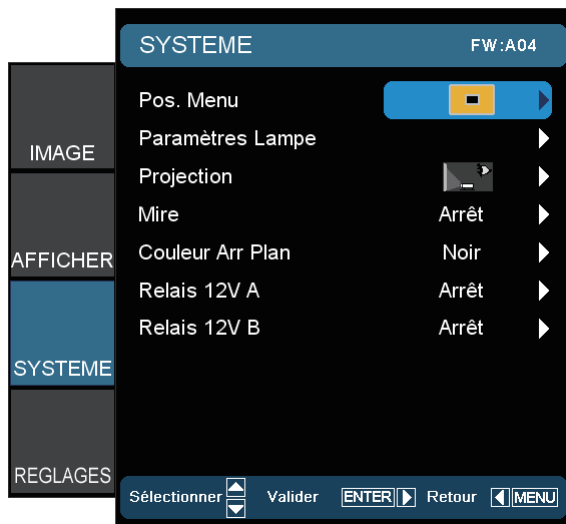 SYSTEME FW:A04
IMAGE
AFFICHER
SYSTEME
REGLAGES
Pos. Menu
Paramètres Lampe
Projection
Mire Arrêt
Couleur Arr Plan Noir
Relais 12V A Arrêt
Relais 12V B Arrêt
Sélectionner Valider ENTER Retour MENU